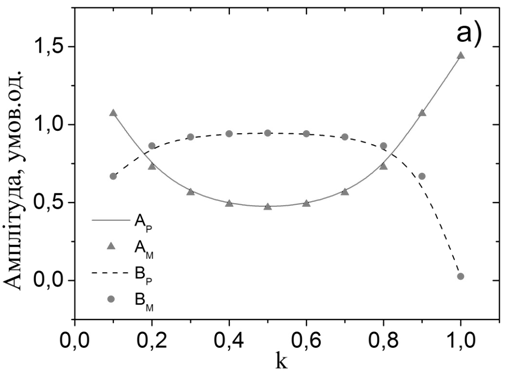 a)
1,5
1,0
0,5
0,0
Амплітуда, умов.од.
A_P
A_M
B_P
B_M
0,0 0,2 0,4 0,6 0,8 1,0
k